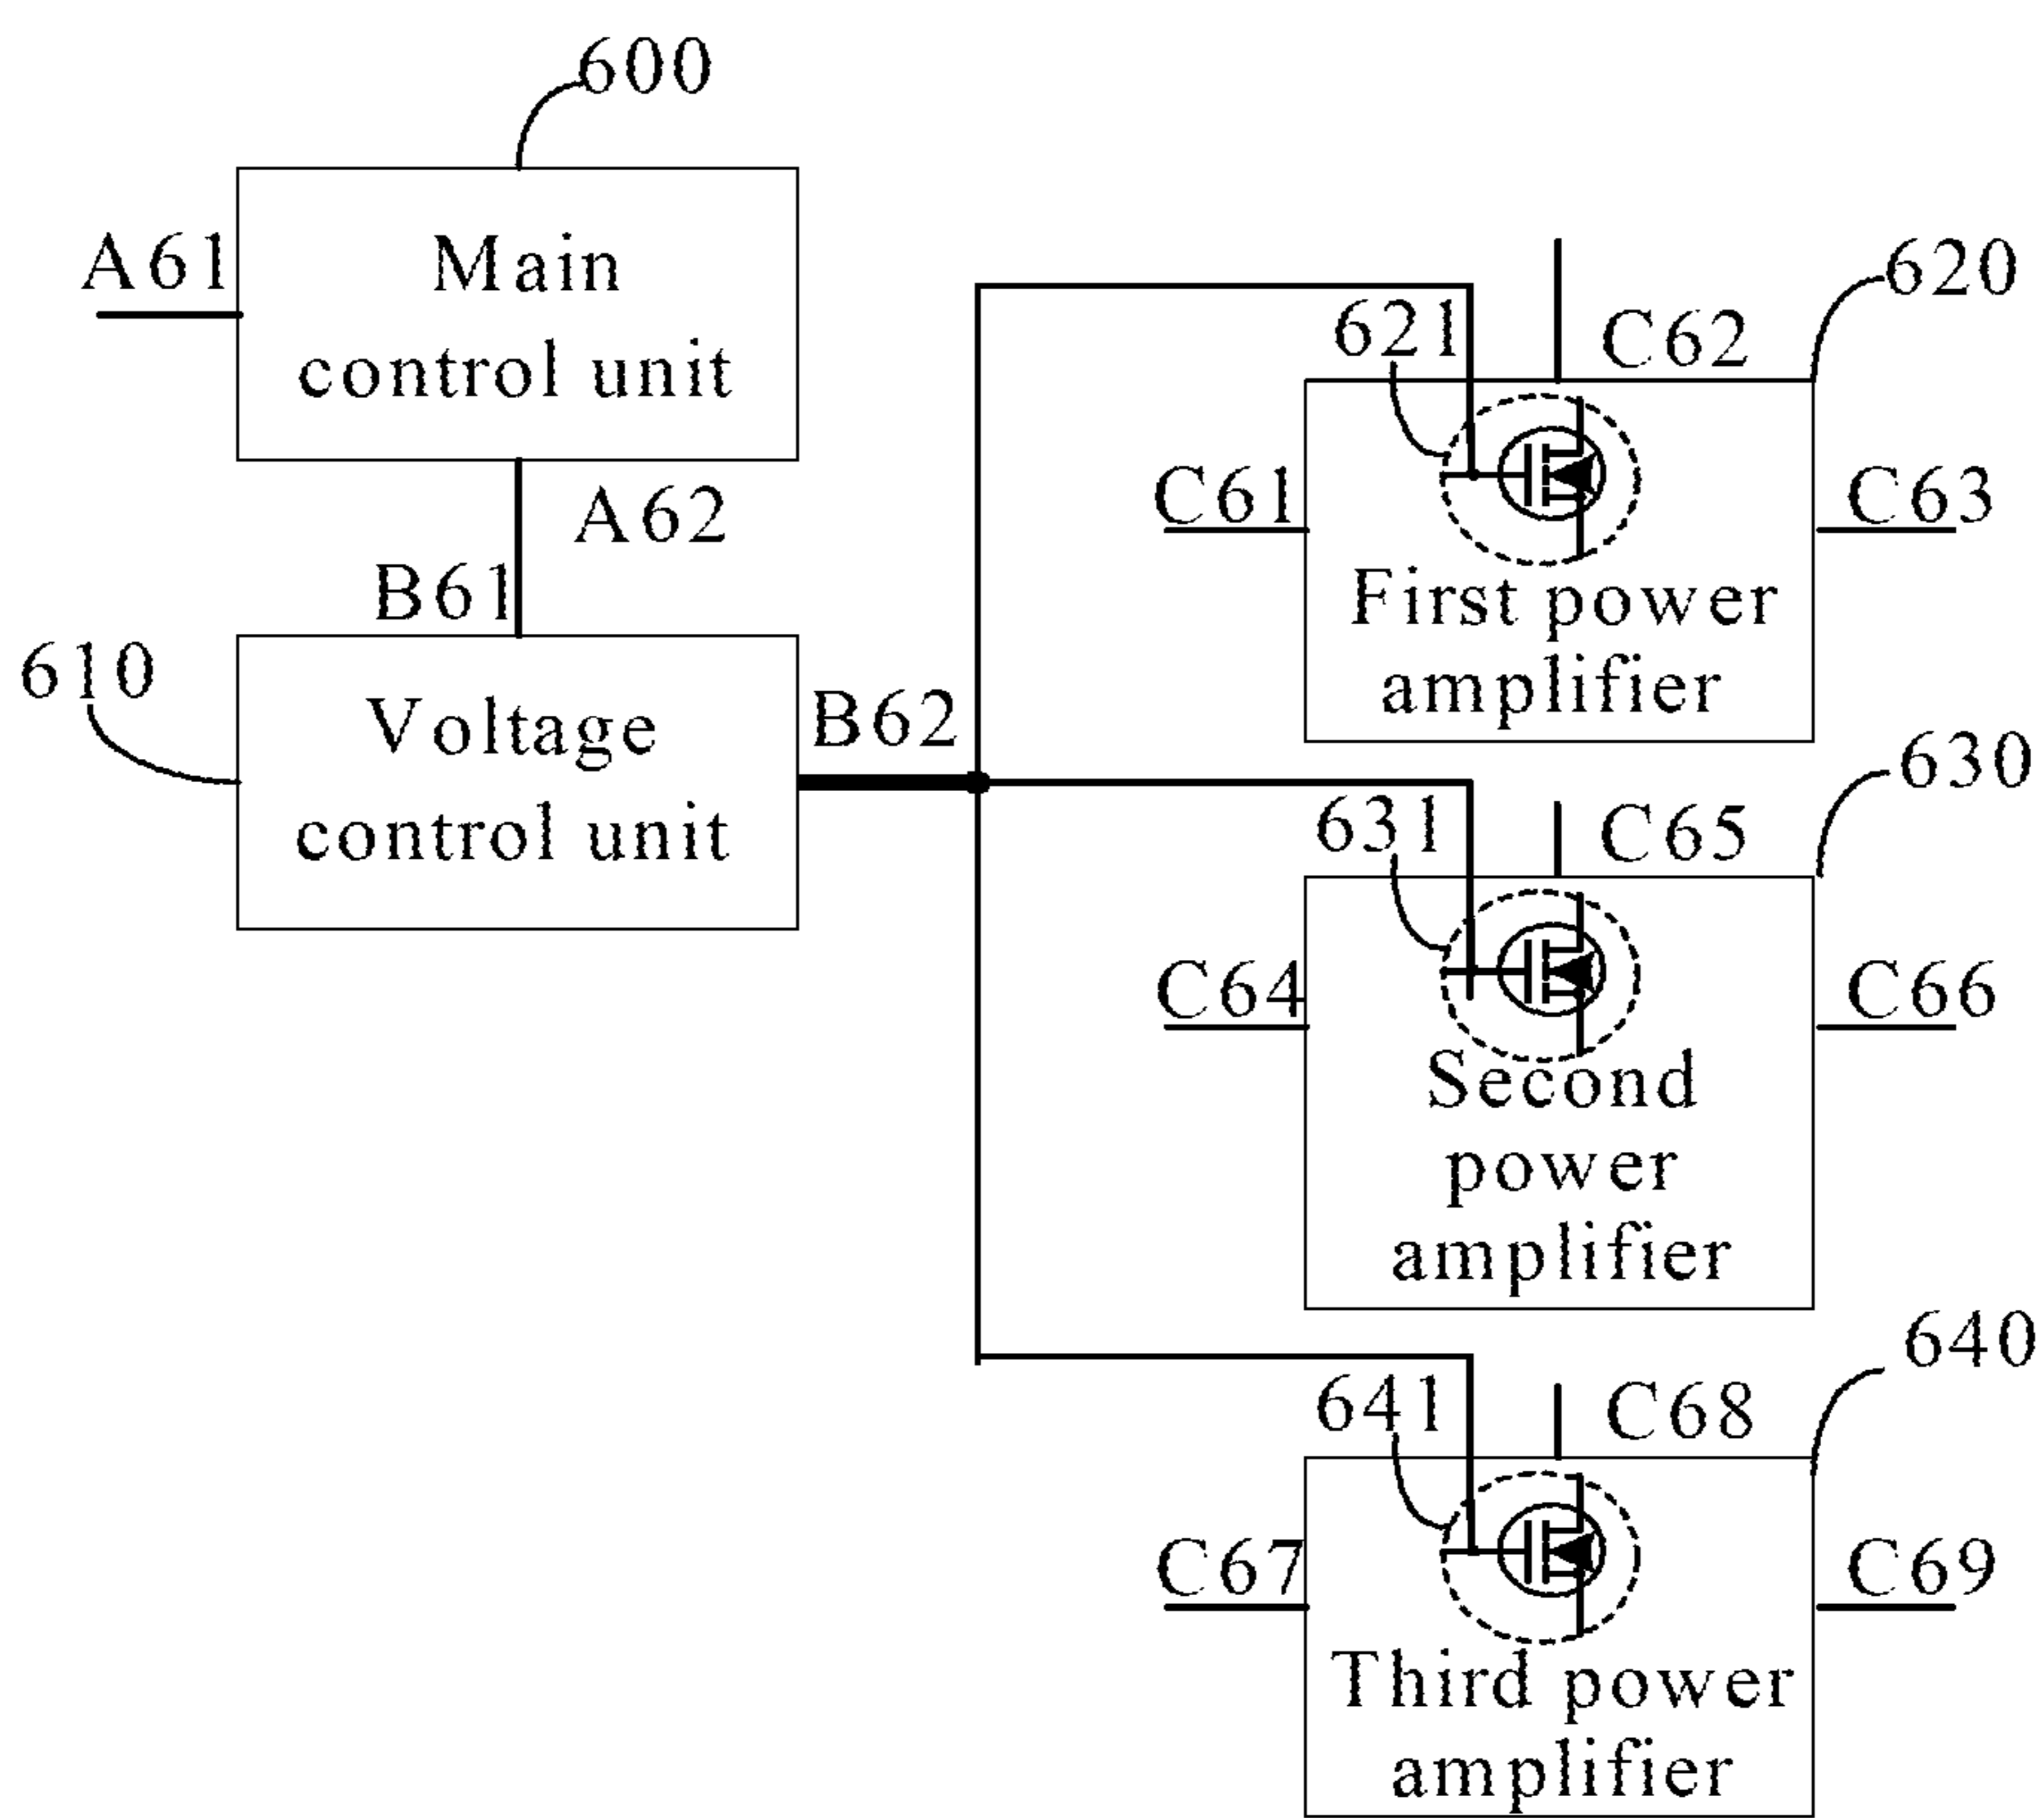 600
A61
Main
control unit
A62
B61
610
Voltage
control unit
B62
620
621
C62
C61
C63
First power
amplifier
630
631
C65
C64
C66
Second
power
amplifier
640
641
C68
C67
C69
Third power
amplifier